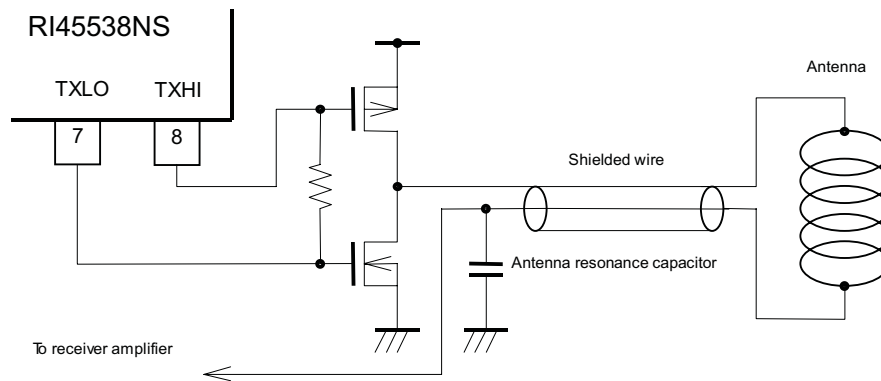 RI45538NS
TXLO TXHI
7 8
Antenna
Shielded wire
Antenna resonance capacitor
To receiver amplifier